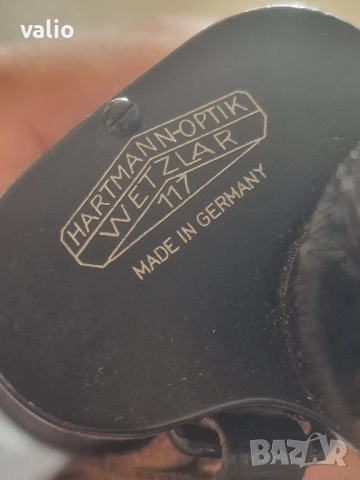 valio
HARTMANN-OPTIK
WETZLAR
117
MADE IN GERMANY
BAZAR